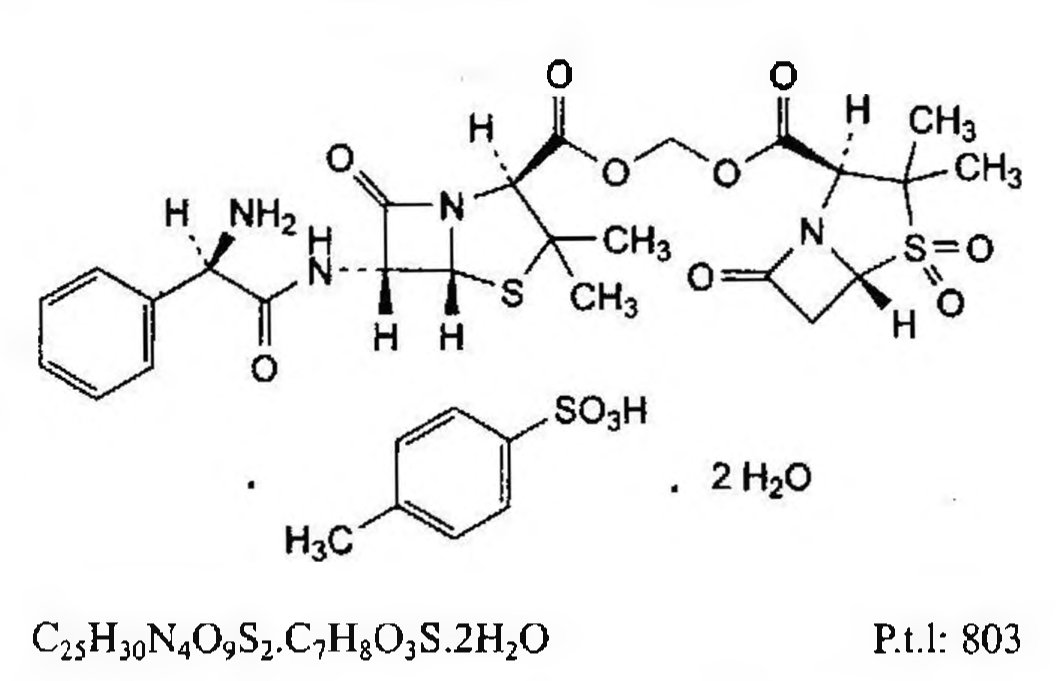 O
O
H
H
CH₃
CH₃
O
N
O
O
H
NH₂
H
N
N
CH₃
S
O
O
S
CH₃
O
H
H
H
O
SO₃H
. 2 H₂O
.
H₃C
C₂₅H₃₀N₄O₉S₂.C₇H₈O₃S.2H₂O
P.t.l: 803